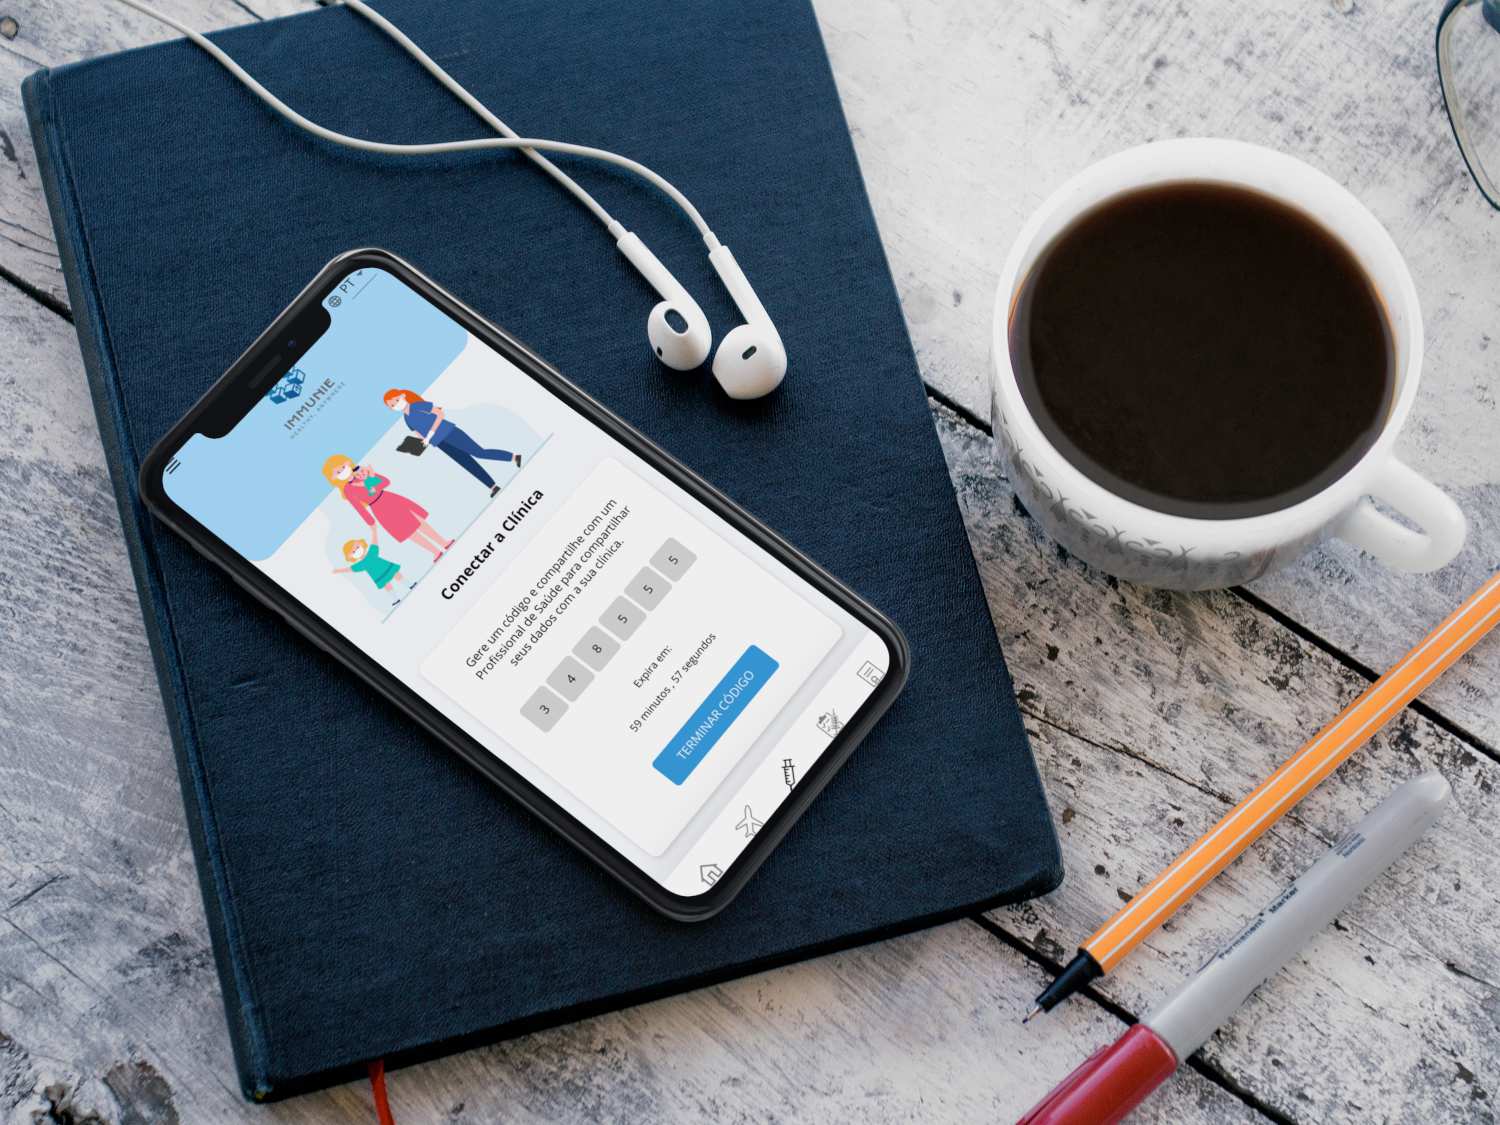 PT
IMMUNIE
HEALTHY, ANYWHERE
Conectar a Clínica
Gere um código e compartilhe com um
Profissional de Saúde para compartilhar
seus dados com a sua clínica.
3 4 8 5 5 5
Expira em:
59 minutos , 57 segundos
TERMINAR CÓDIGO
Permanent Marker